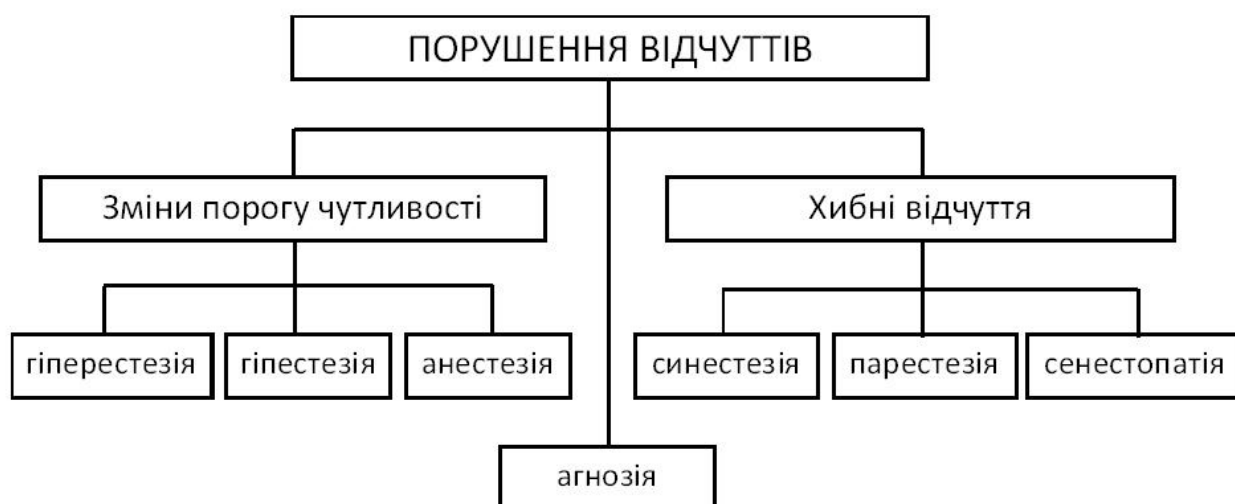 ПОРУШЕННЯ ВІДЧУТТІВ
Зміни порогу чутливості
Хибні відчуття
гіперестезія
гіпестезія
анестезія
синестезія
парестезія
сенестопатія
агнозія